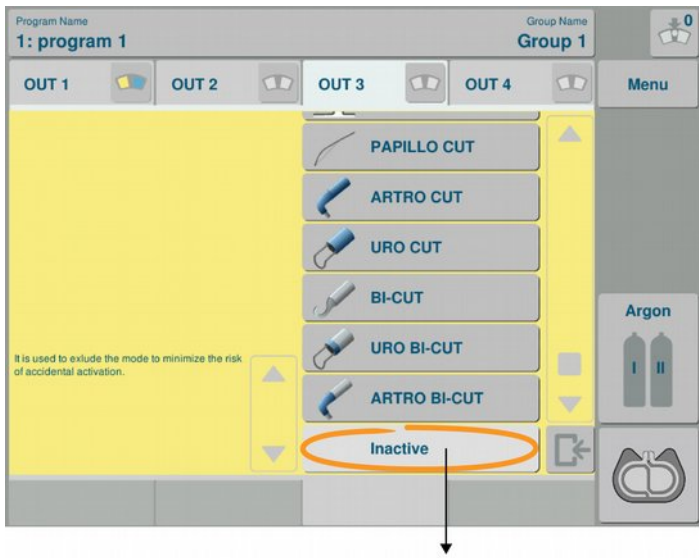 Program Name
1: program 1
Group Name
Group 1
0
OUT 1
OUT 2
OUT 3
OUT 4
Menu
PAPILLO CUT
ARTRO CUT
URO CUT
BI-CUT
URO BI-CUT
ARTRO BI-CUT
Inactive
It is used to exlude the mode to minimize the risk
of accidental activation.
Argon
I II